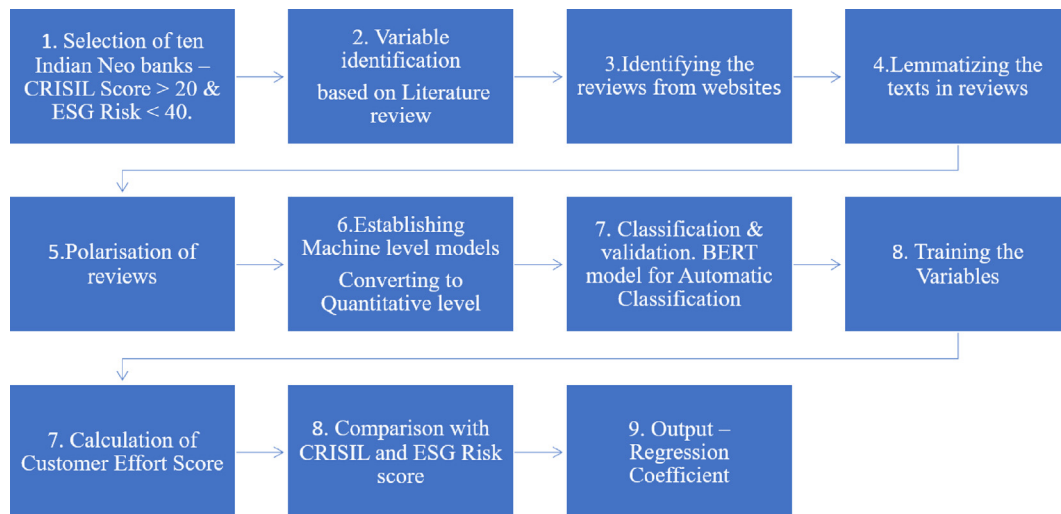 1. Selection of ten
Indian Neo banks –
CRISIL Score > 20 &
ESG Risk < 40.
2. Variable
identification
based on Literature
review
3.Identifying the
reviews from websites
4.Lemmatizing the
texts in reviews
5.Polarisation of
reviews
6.Establishing
Machine level models
Converting to
Quantitative level
7. Classification &
validation. BERT
model for Automatic
Classification
8. Training the
Variables
7. Calculation of
Customer Effort Score
8. Comparison with
CRISIL and ESG Risk
score
9. Output –
Regression
Coefficient